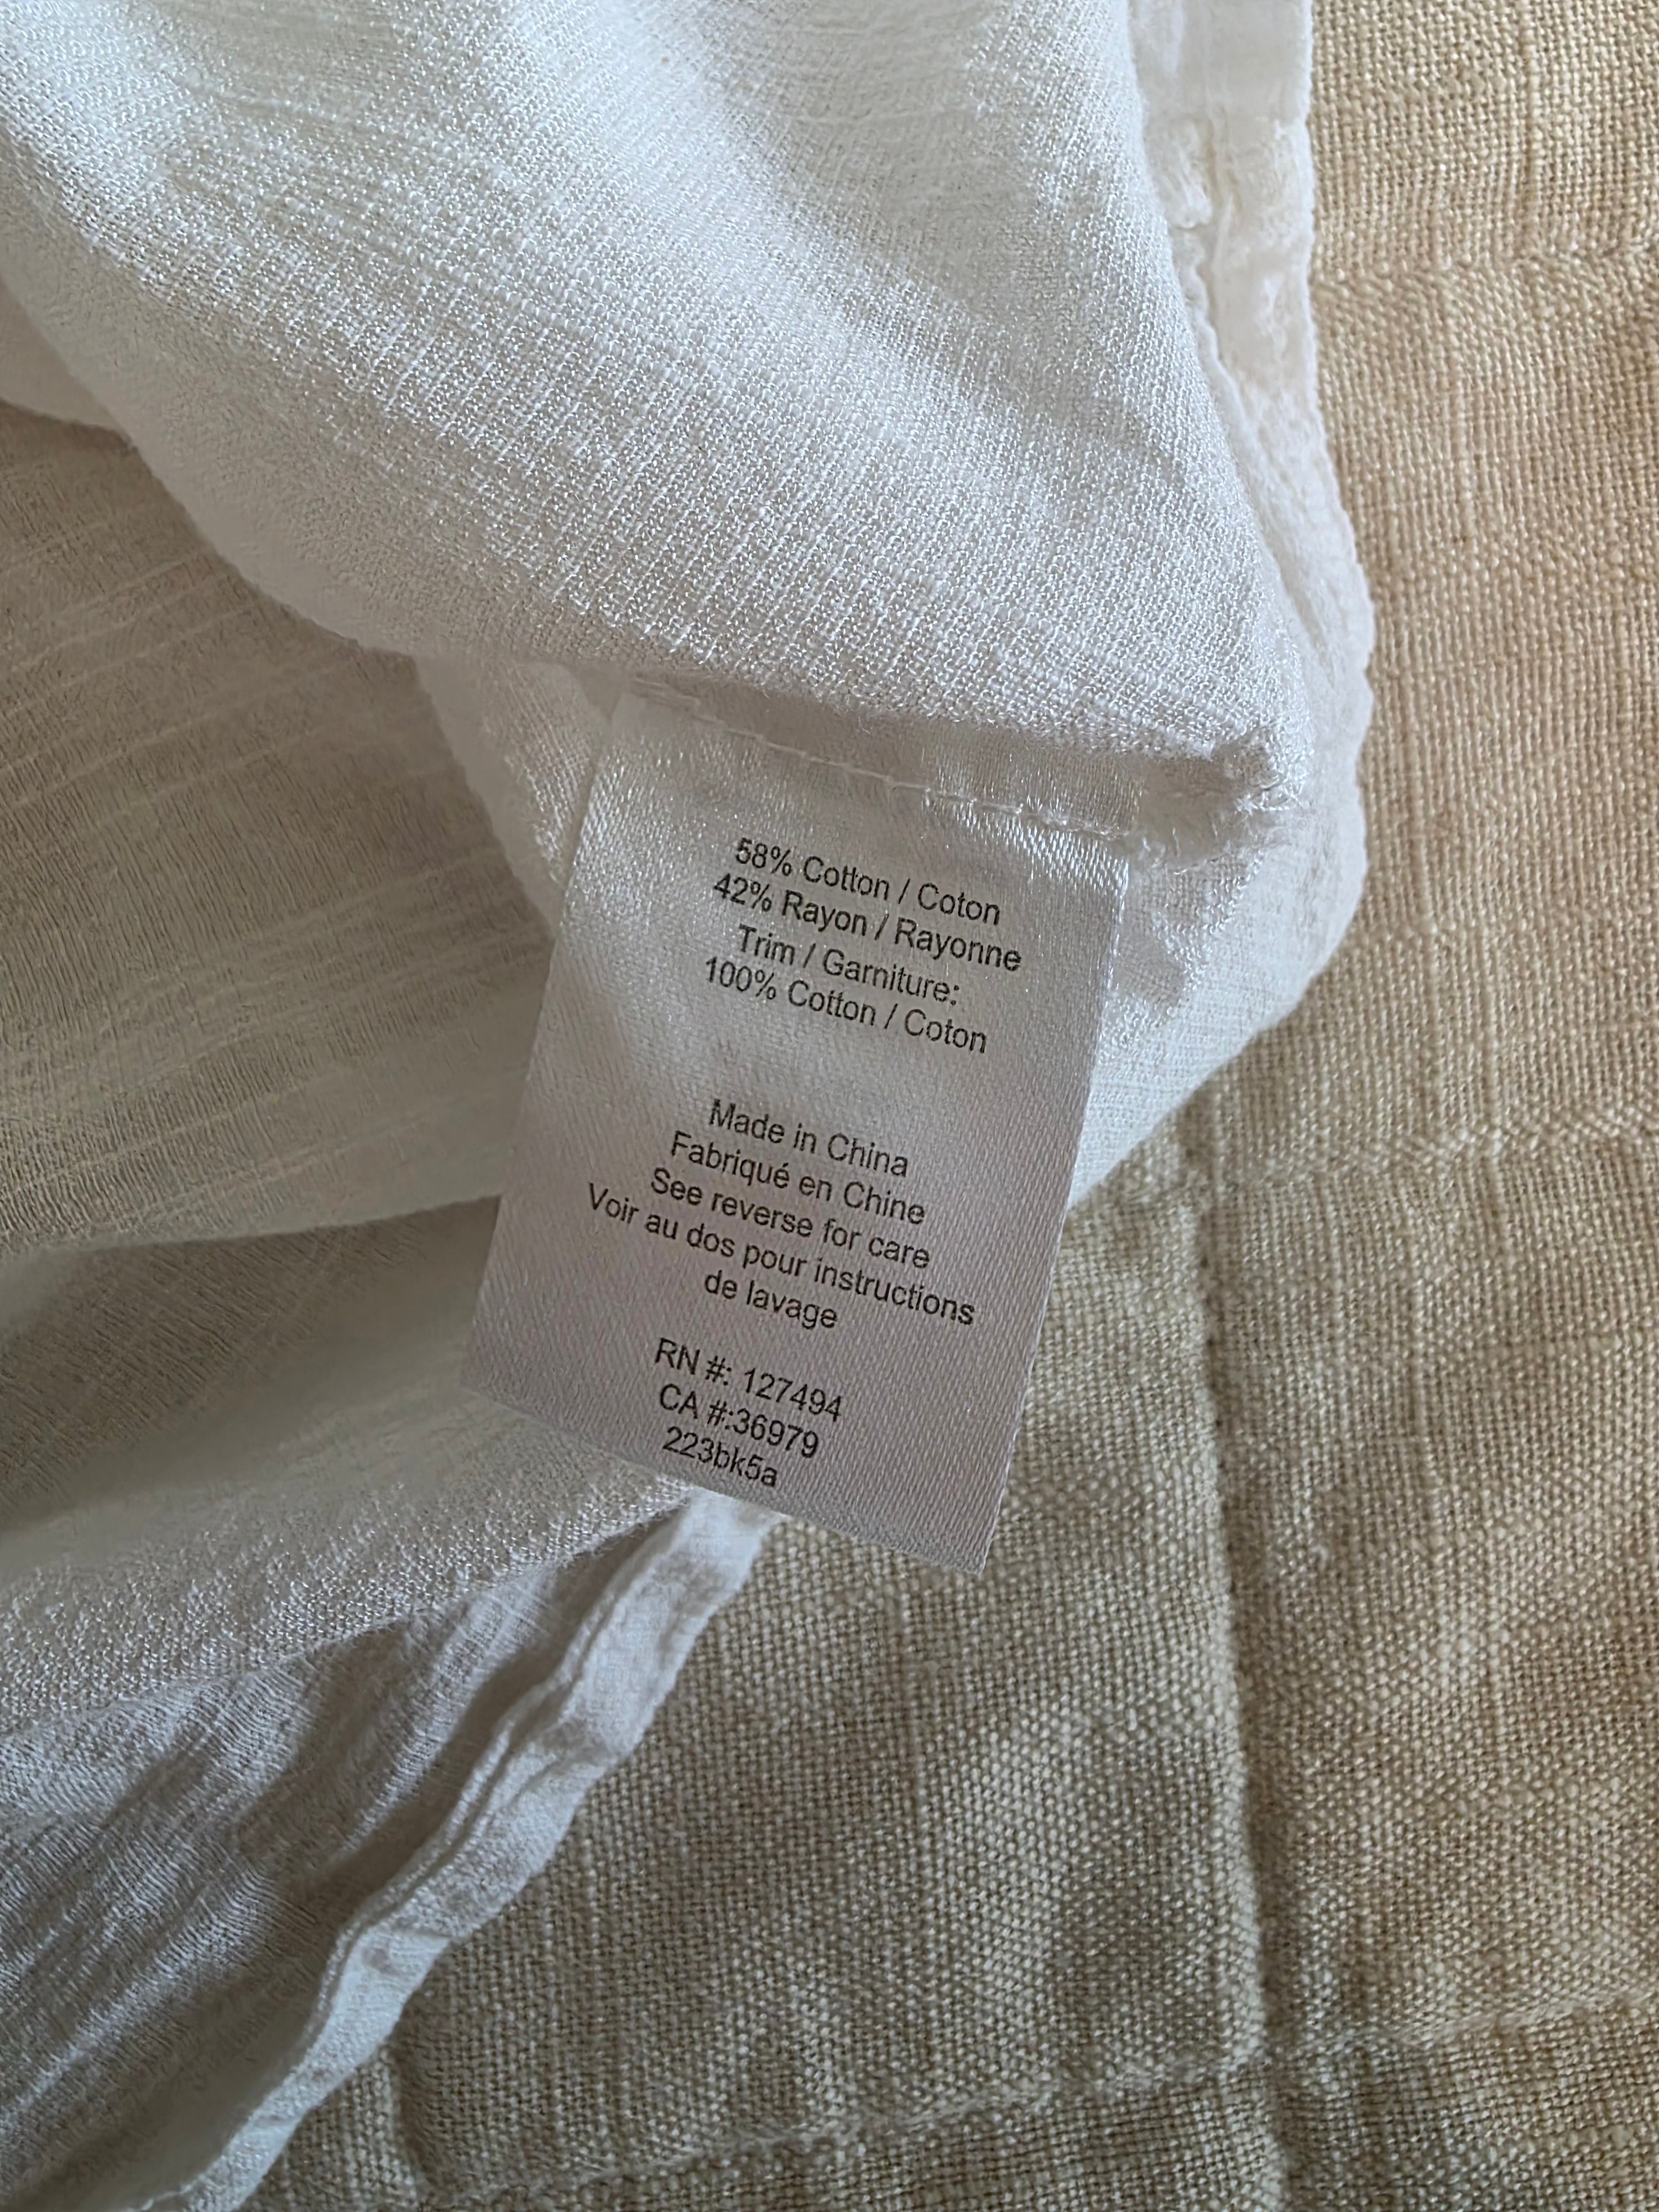 58% Cotton / Coton
42% Rayon / Rayonne
Trim / Garniture:
100% Cotton / Coton
Made in China
Fabriqué en Chine
See reverse for care
Voir au dos pour instructions
de lavage
RN #: 127494
CA #:36979
223bk5a